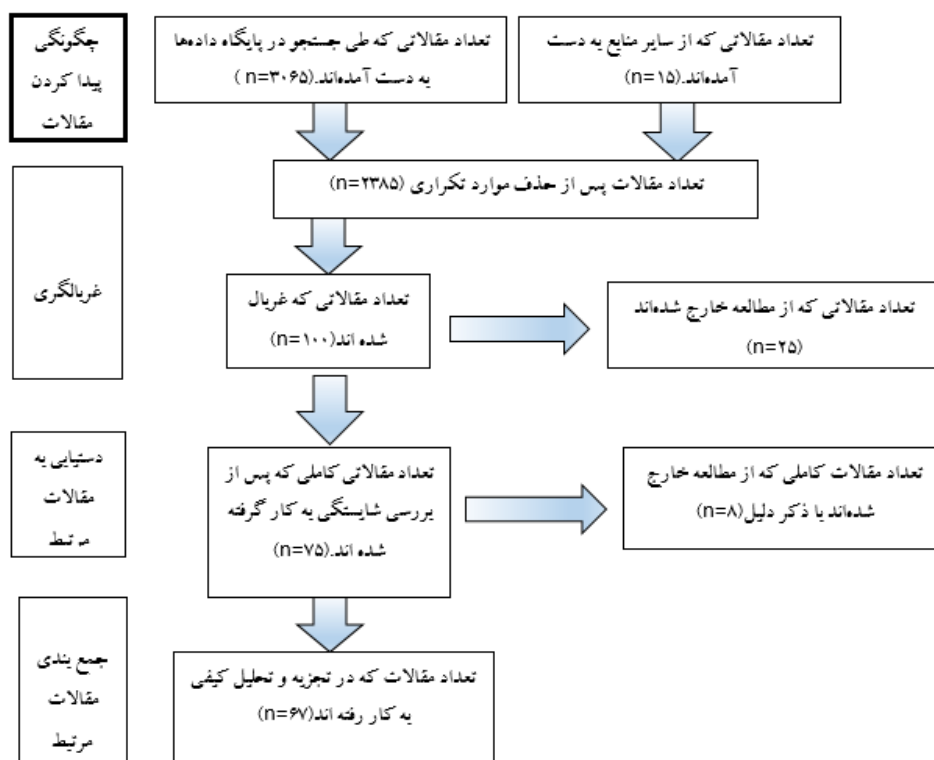 چگونگی
پیدا کردن
مقالات
تعداد مقالاتی که طی جستجو در پایگاه داده‌ها
به دست آمده‌اند.(n=۳۰۶۵ )
تعداد مقالاتی که از سایر منابع به دست
آمده‌اند.(n=۱۵)
تعداد مقالات پس از حذف موارد تکراری (n=۲۳۸۵)
غربالگری
تعداد مقالاتی که غربال
شده اند(n=۱۰۰)
تعداد مقالاتی که از مطالعه خارج شده‌اند
(n=۲۵)
دستیابی به
مقالات
مرتبط
تعداد مقالاتی کاملی که پس از
بررسی شایستگی به کار گرفته
شده اند.(n=۷۵)
تعداد مقالات کاملی که از مطالعه خارج
شده‌اند با ذکر دلیل(n=۸)
جمع بندی
مقالات
مرتبط
تعداد مقالات که در تجزیه و تحلیل کیفی
به کار رفته اند(n=۶۷)